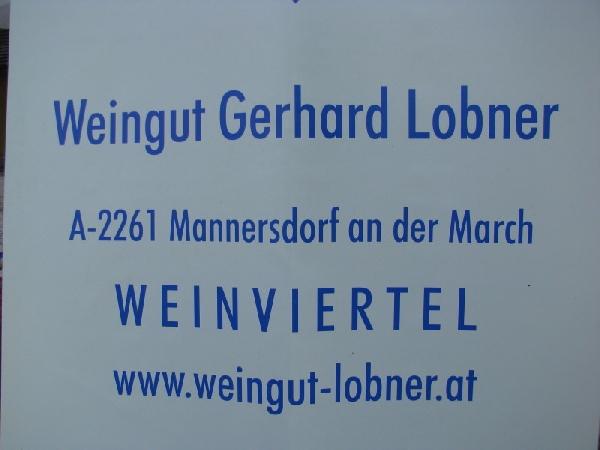 Weingut Gerhard Lobner
A-2261 Mannersdorf an der March
WEINVIERTEL
www.weingut-lobner.at